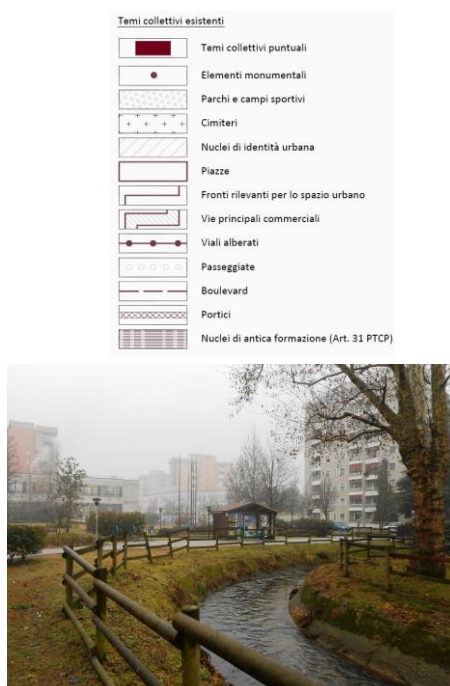 Temi collettivi esistenti
Temi collettivi puntuali
Elementi monumentali
Parchi e campi sportivi
Cimiteri
Nuclei di identità urbana
Piazze
Fronti rilevanti per lo spazio urbano
Vie principali commerciali
Viali alberati
Passeggiate
Boulevard
Portici
Nuclei di antica formazione (Art. 31 PTCP)